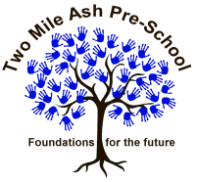 Two Mile Ash Pre-School
Foundations for the future